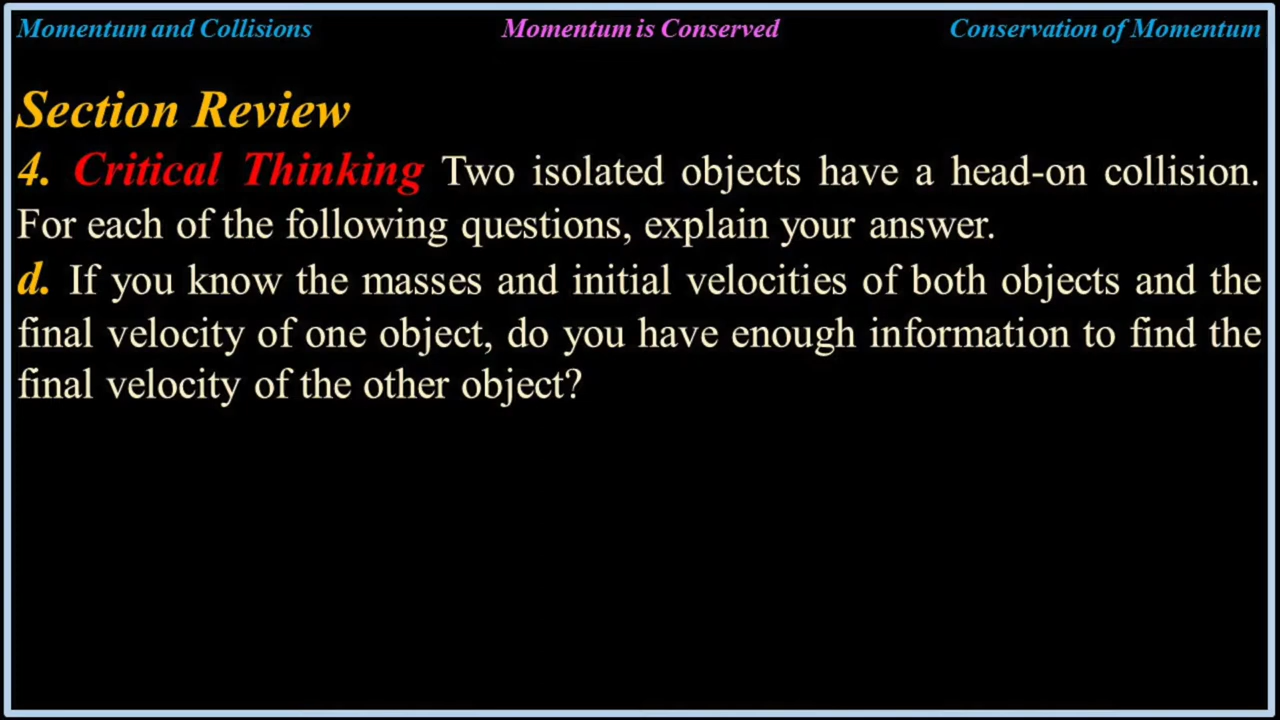 Momentum and Collisions Momentum is Conserved Conservation of Momentum
Section Review
4. Critical Thinking Two isolated objects have a head-on collision.
For each of the following questions, explain your answer.
d. If you know the masses and initial velocities of both objects and the
final velocity of one object, do you have enough information to find the
final velocity of the other object?